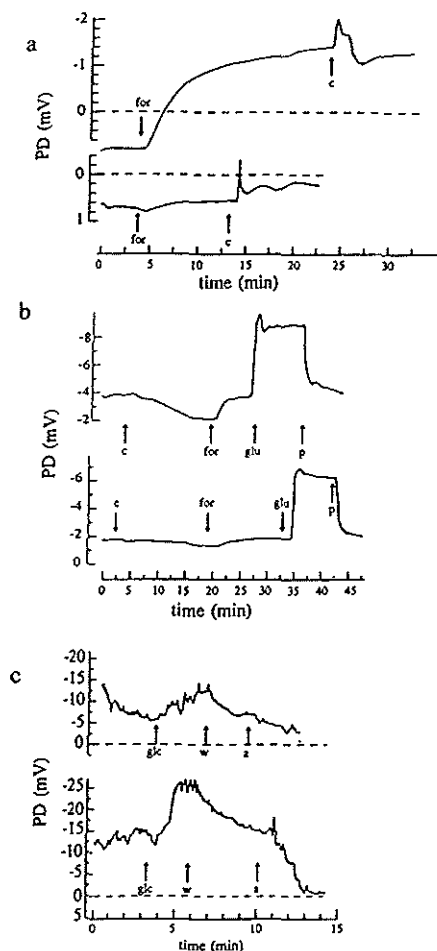 a
PD (mV)
-2
-1
0
for
c
0
1
for
c
0 5 10 15 20 25 30
time (min)
b
PD (mV)
-8
-6
-4
-2
c for glu p
-6
-4
-2
0
c for glu p
0 5 10 15 20 25 30 35 40 45
time (min)
c
PD (mV)
-20
-15
-10
-5
0
glc w a
-25
-20
-15
-10
-5
0
5
glc w a
0 5 10 15
time (min)